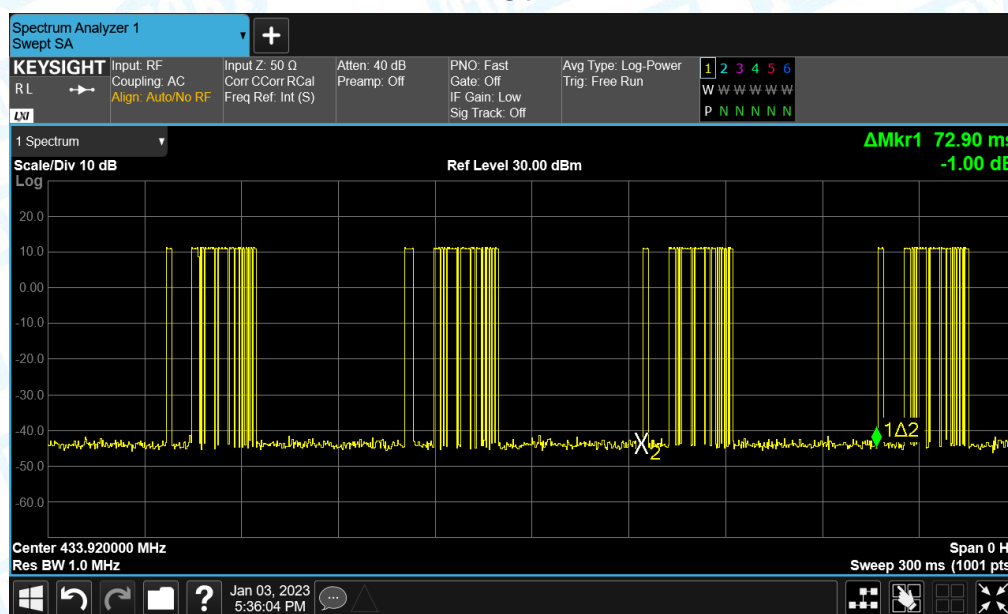 Spectrum Analyzer 1
Swept SA
+
KEYSIGHT
R L
LXI
Input: RF
Coupling: AC
Align: Auto/No RF
Input Z: 50 Ω
Corr CCorr RCal
Freq Ref: Int (S)
Atten: 40 dB
Preamp: Off
PNO: Fast
Gate: Off
IF Gain: Low
Sig Track: Off
Avg Type: Log-Power
Trig: Free Run
1 2 3 4 5 6
W W W W W W
P N N N N N
1 Spectrum
ΔMkr1 72.90 ms
-1.00 dB
Scale/Div 10 dB
Ref Level 30.00 dBm
Log
20.0
10.0
0.00
-10.0
-20.0
-30.0
-40.0
-50.0
-60.0
1Δ2
X2
Center 433.920000 MHz
Span 0 H
Res BW 1.0 MHz
Sweep 300 ms (1001 pts
?
Jan 03, 2023
5:36:04 PM